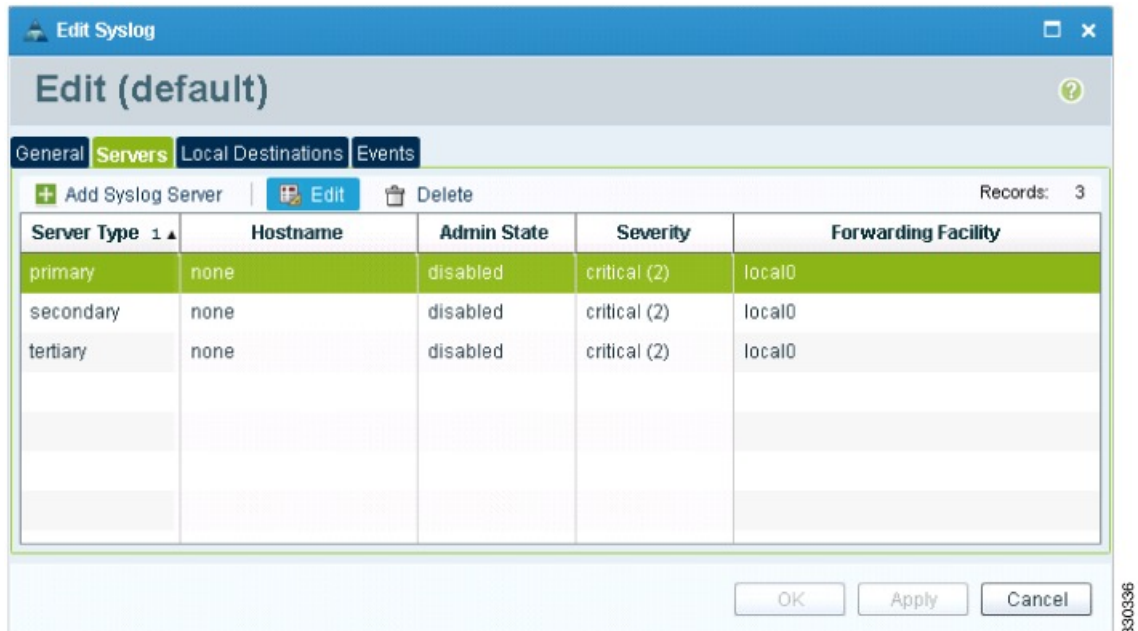 Edit Syslog
Edit (default)
?
General Servers Local Destinations Events
Add Syslog Server Edit Delete Records: 3
Server Type 1 Hostname Admin State Severity Forwarding Facility
primary none disabled critical (2) local0
secondary none disabled critical (2) local0
tertiary none disabled critical (2) local0
OK Apply Cancel